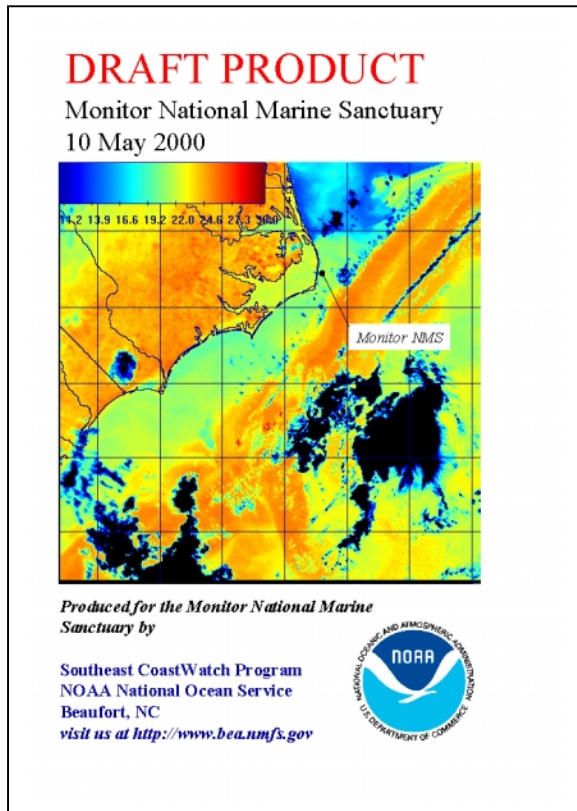 DRAFT PRODUCT
Monitor National Marine Sanctuary
10 May 2000
11.2 13.9 16.6 19.2 22.0 24.6 27.3
Monitor NMS
Produced for the Monitor National Marine
Sanctuary by
Southeast CoastWatch Program
NOAA National Ocean Service
Beaufort, NC
visit us at http://www.bea.nmfs.gov
NATIONAL OCEANIC AND ATMOSPHERIC ADMINISTRATION
NOAA
U.S. DEPARTMENT OF COMMERCE